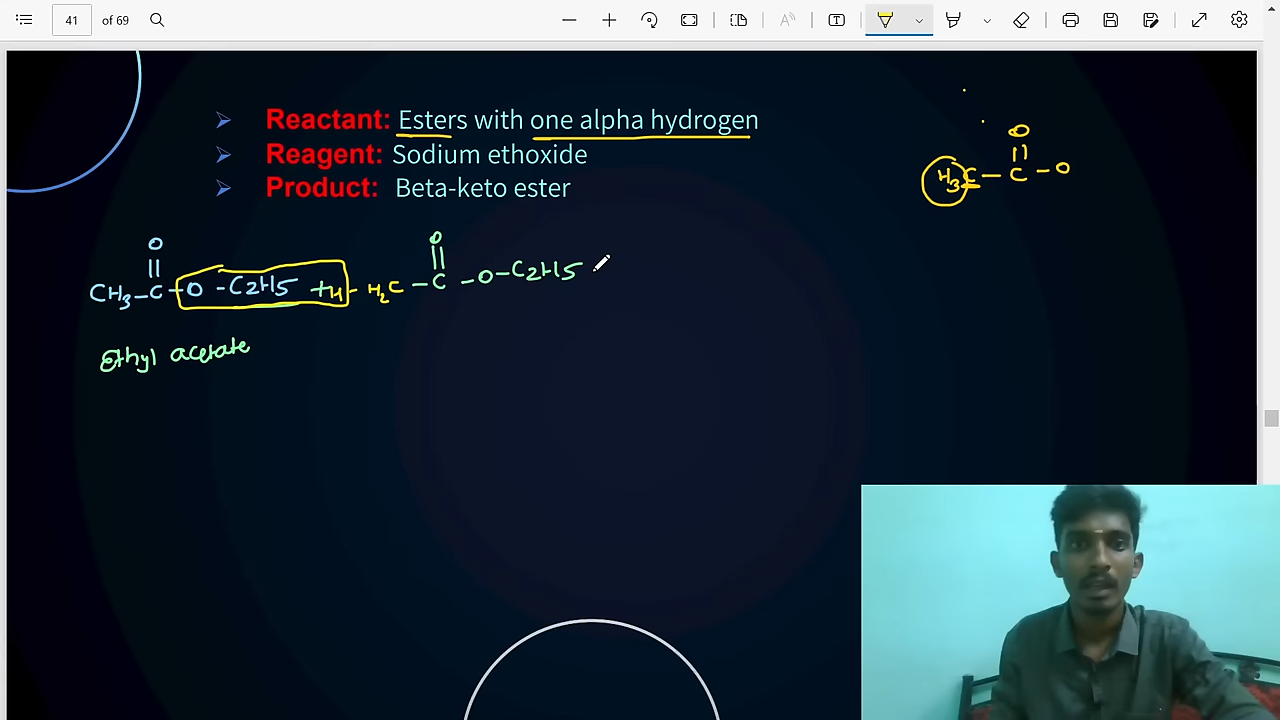 41 of 69
Reactant: Esters with one alpha hydrogen
Reagent: Sodium ethoxide
Product: Beta-keto ester
O
||
H3C - C - O
O
||
CH3 - C - O - C2H5 + H - H2C - C - O - C2H5
O
||
Ethyl acetate